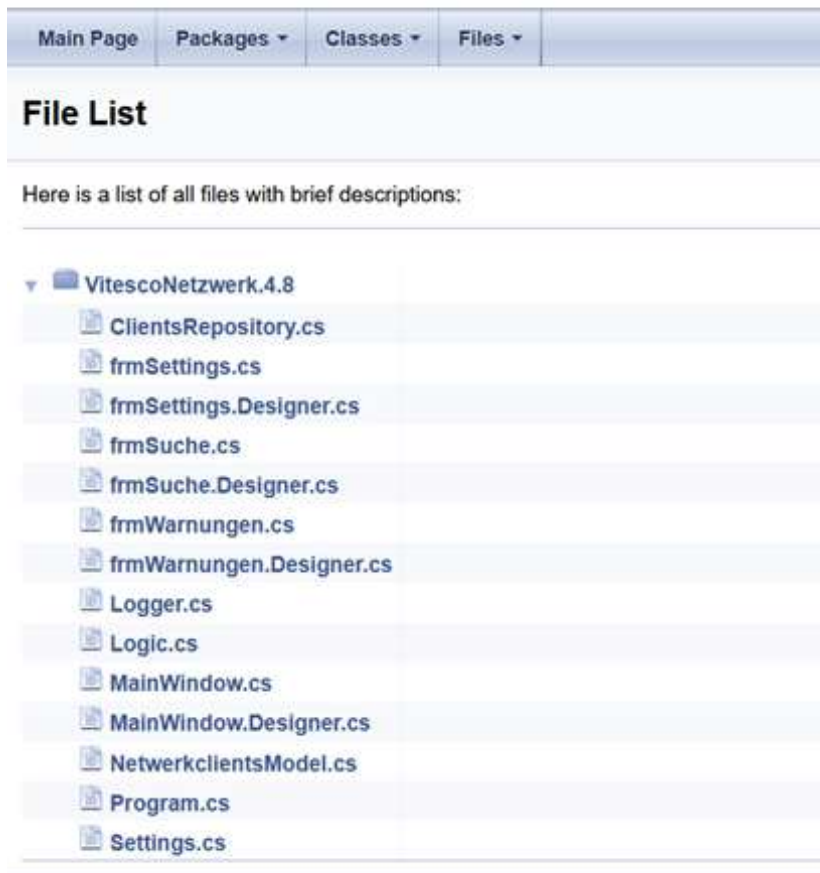 Main Page Packages Classes Files
File List
Here is a list of all files with brief descriptions:
VitescoNetzwerk.4.8
ClientsRepository.cs
frmSettings.cs
frmSettings.Designer.cs
frmSuche.cs
frmSuche.Designer.cs
frmWarnungen.cs
frmWarnungen.Designer.cs
Logger.cs
Logic.cs
MainWindow.cs
MainWindow.Designer.cs
NetwerkclientsModel.cs
Program.cs
Settings.cs